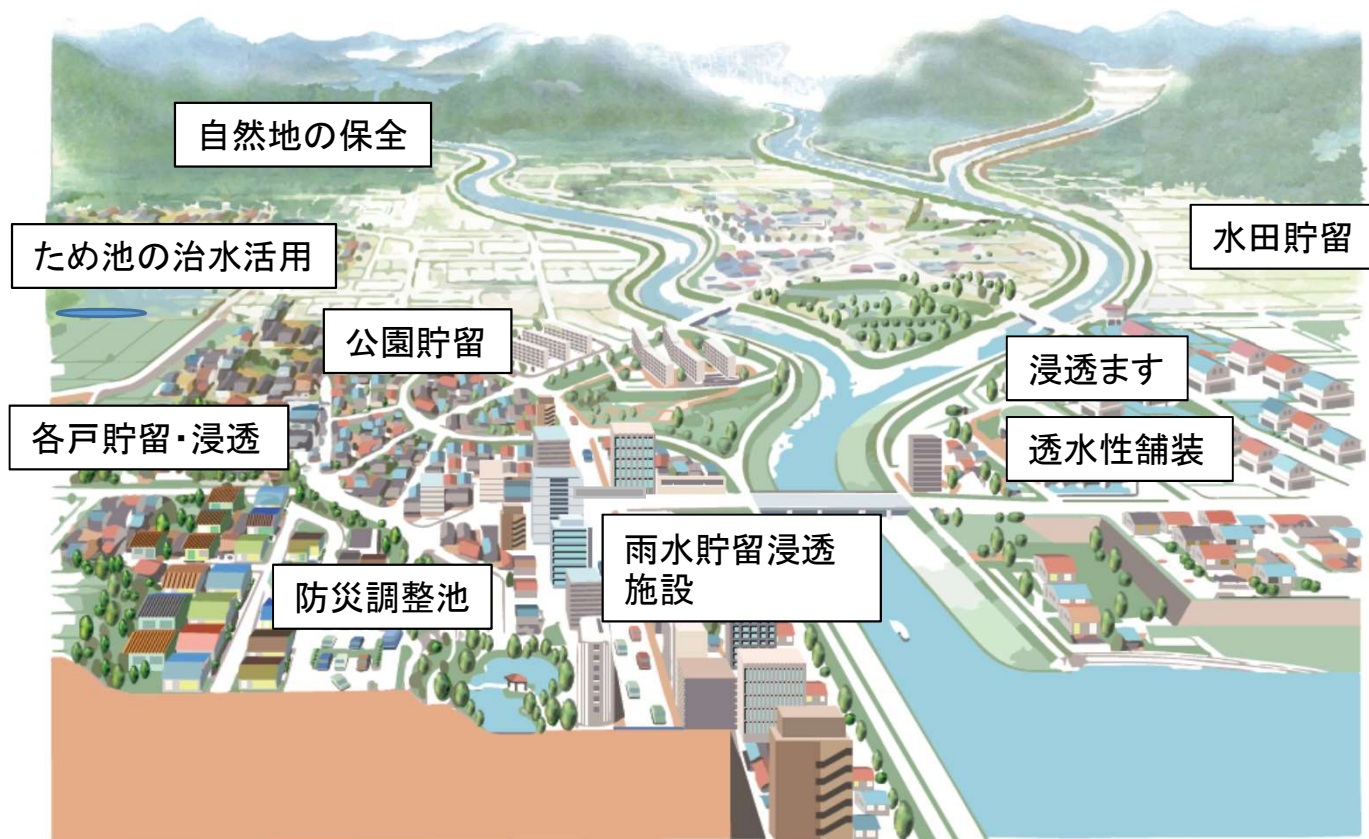 自然地の保全
ため池の治水活用
水田貯留
公園貯留
浸透ます
各戸貯留・浸透
透水性舗装
雨水貯留浸透
施設
防災調整池